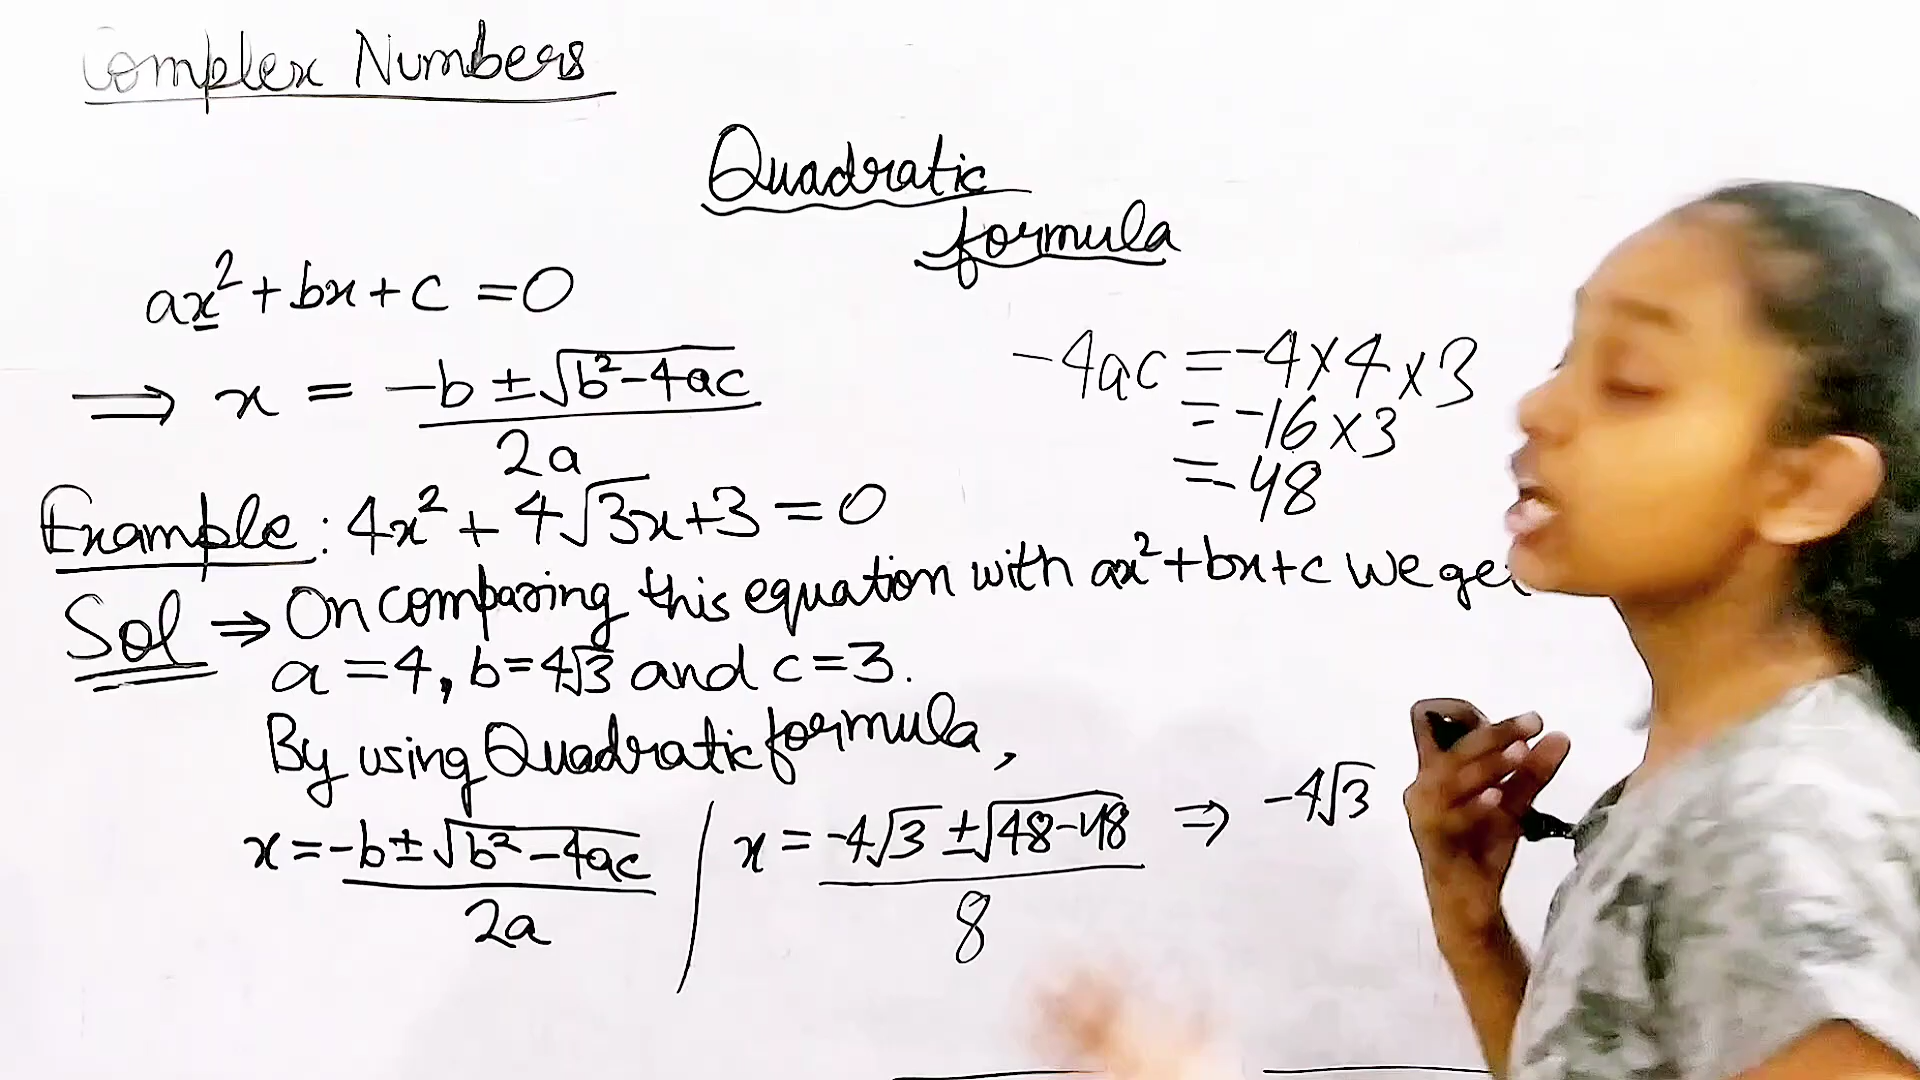 Complex Numbers
Quadratic
formula
ax²+bx+c=0
⟹ x = -b±√b²-4ac / 2a
-4ac = -4×4×3
= -16×3
= -48
Example: 4x² + 4√3x+3=0
Sol ⇒ On comparing this equation with ax²+bx+c we get
a=4, b=4√3 and c=3.
By using Quadratic formula,
x=-b±√b²-4ac / 2a
x=-4√3±√48-48 / 8 ⇒ -4√3